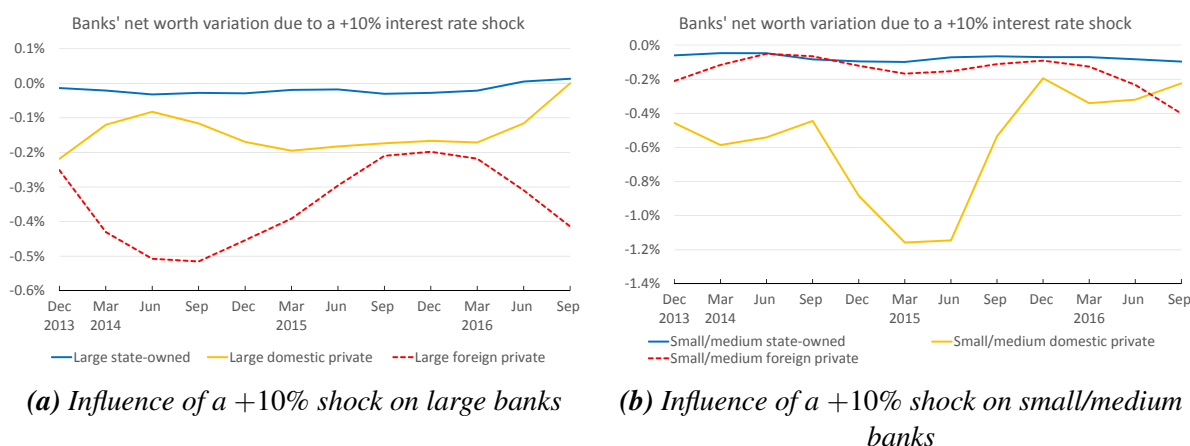 Banks' net worth variation due to a +10% interest rate shock
0.1%
0.0%
-0.1%
-0.2%
-0.3%
-0.4%
-0.5%
-0.6%
Dec Mar Jun Sep Dec Mar Jun Sep Dec Mar Jun Sep
2013 2014 2015 2016
Large state-owned Large domestic private Large foreign private
(a) Influence of a +10% shock on large banks
Banks' net worth variation due to a +10% interest rate shock
0.0%
-0.2%
-0.4%
-0.6%
-0.8%
-1.0%
-1.2%
-1.4%
Dec Mar Jun Sep Dec Mar Jun Sep Dec Mar Jun Sep
2013 2014 2015 2016
Small/medium state-owned Small/medium domestic private
Small/medium foreign private
(b) Influence of a +10% shock on small/medium
banks